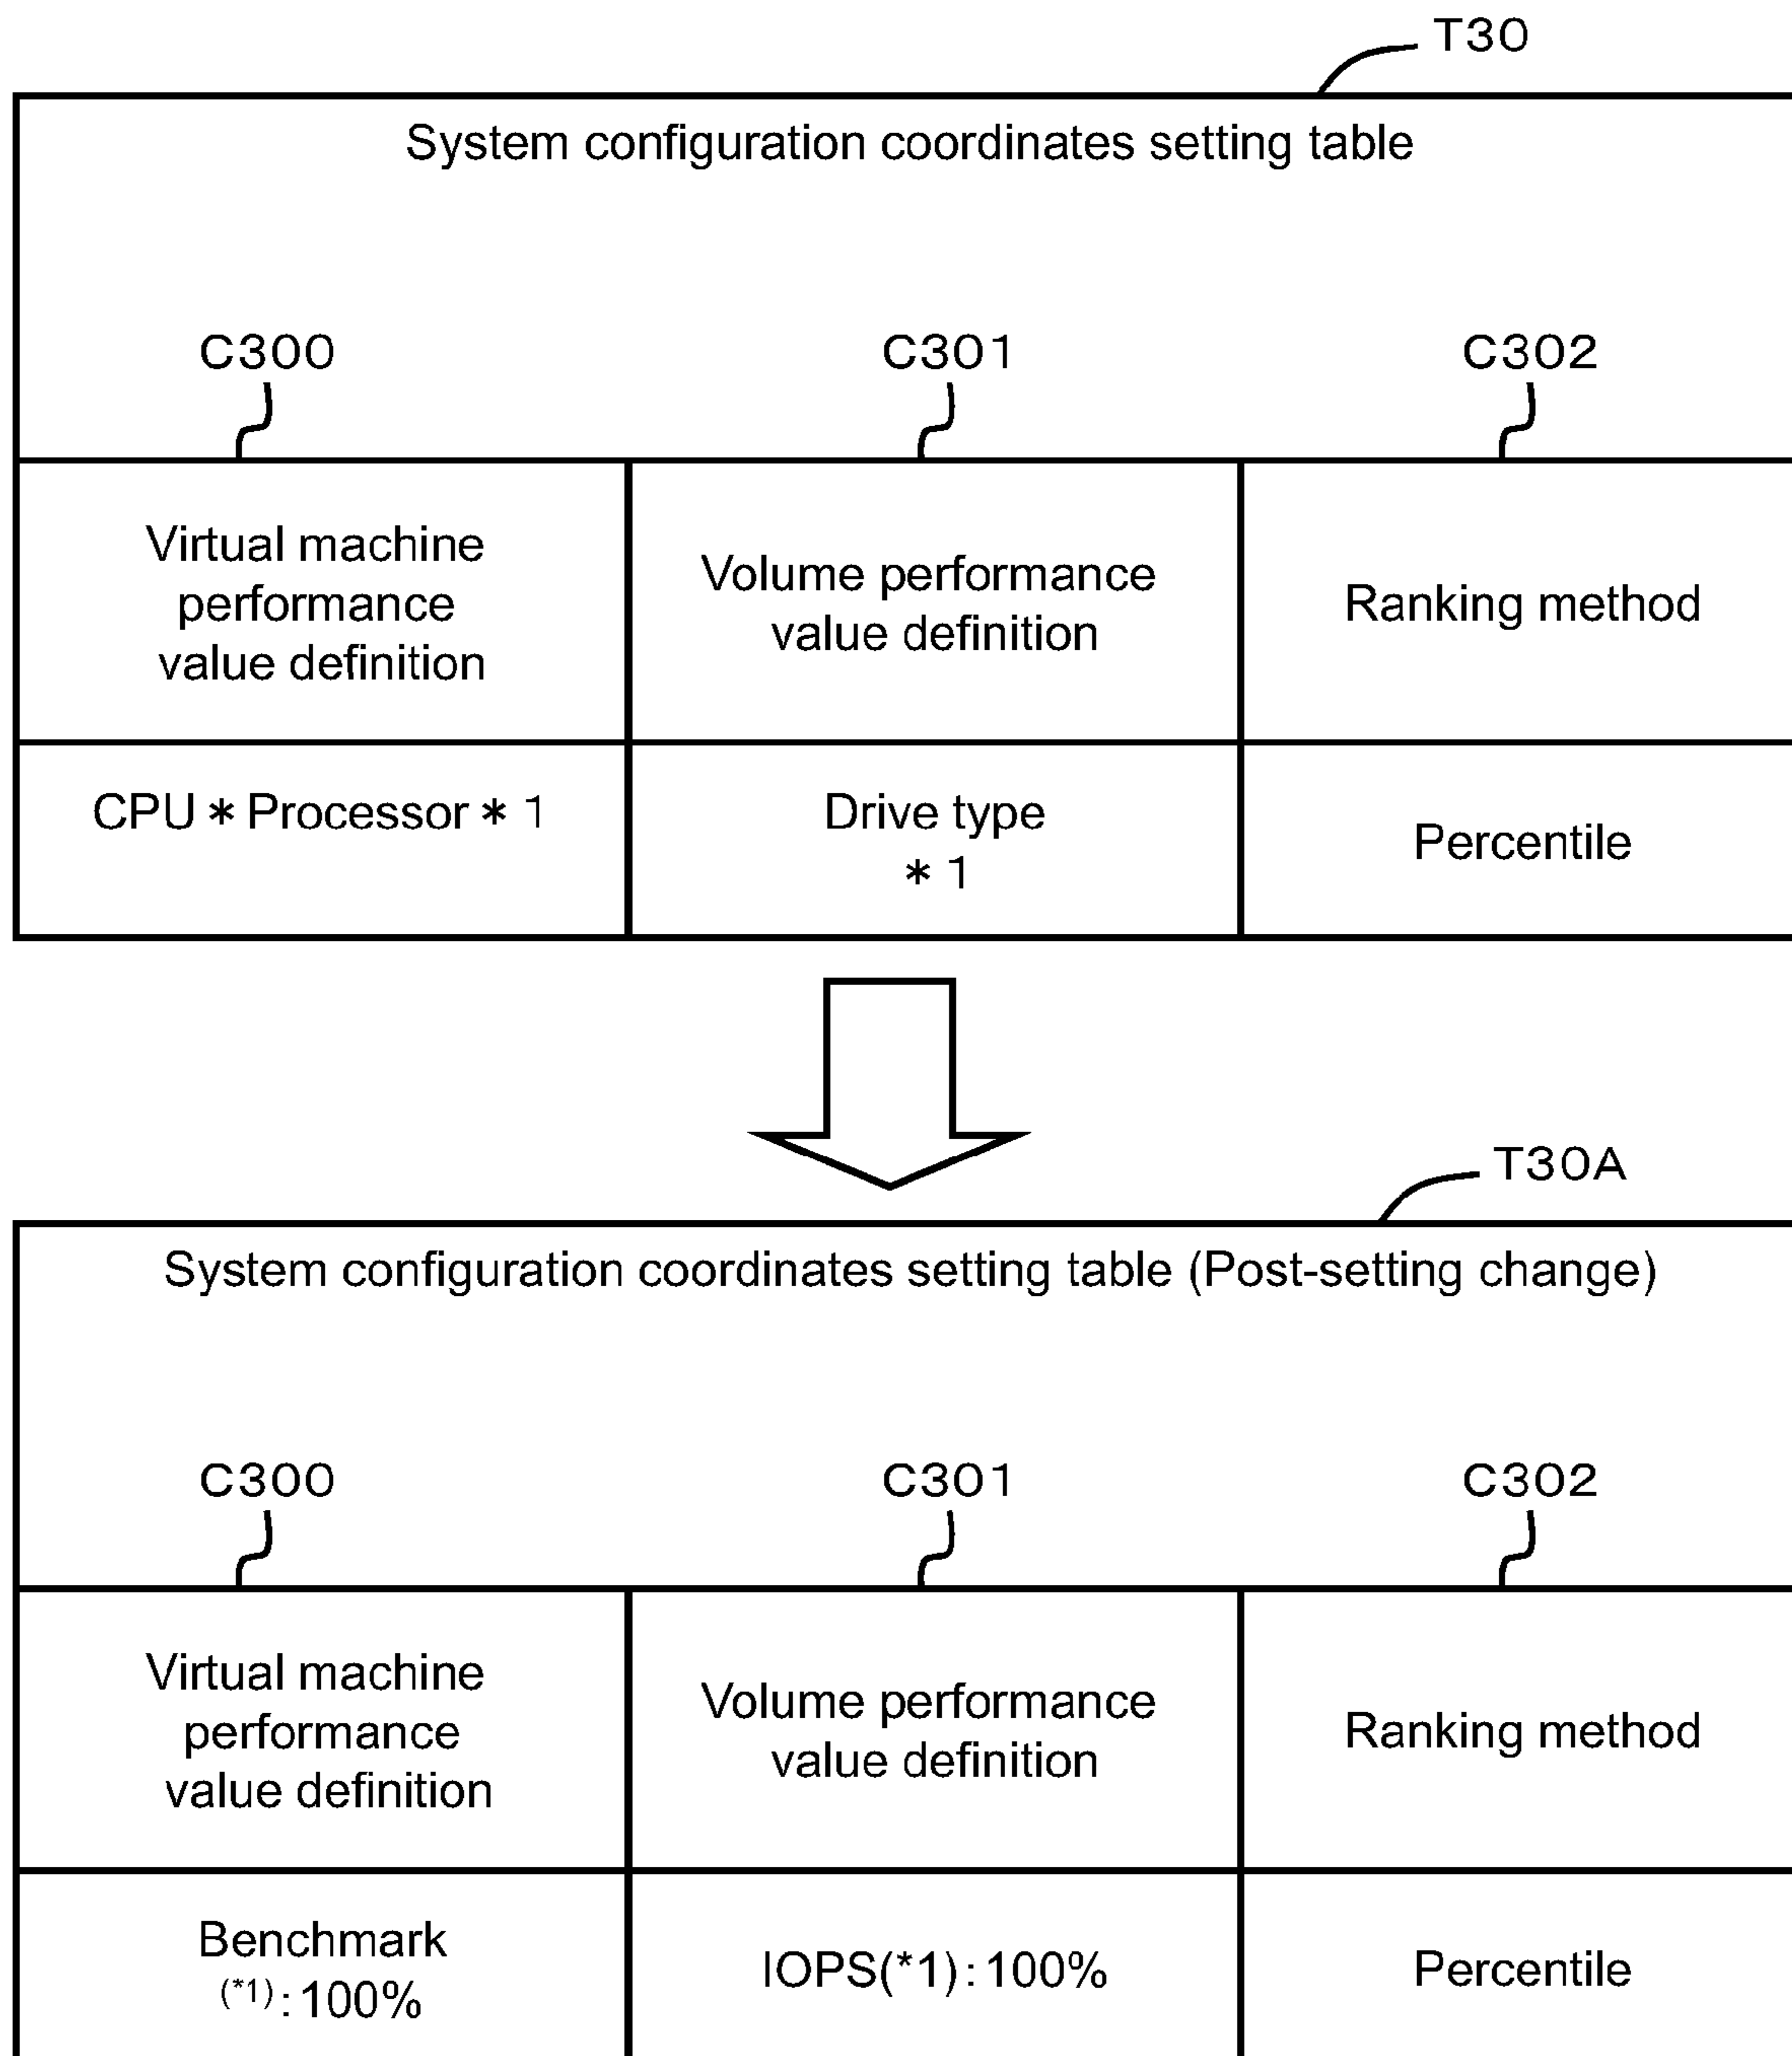 T30
System configuration coordinates setting table
C300
C301
C302
Virtual machine
performance
value definition
Volume performance
value definition
Ranking method
CPU * Processor * 1
Drive type
* 1
Percentile
T30A
System configuration coordinates setting table (Post-setting change)
C300
C301
C302
Virtual machine
performance
value definition
Volume performance
value definition
Ranking method
Benchmark
(*1):100%
IOPS(*1):100%
Percentile